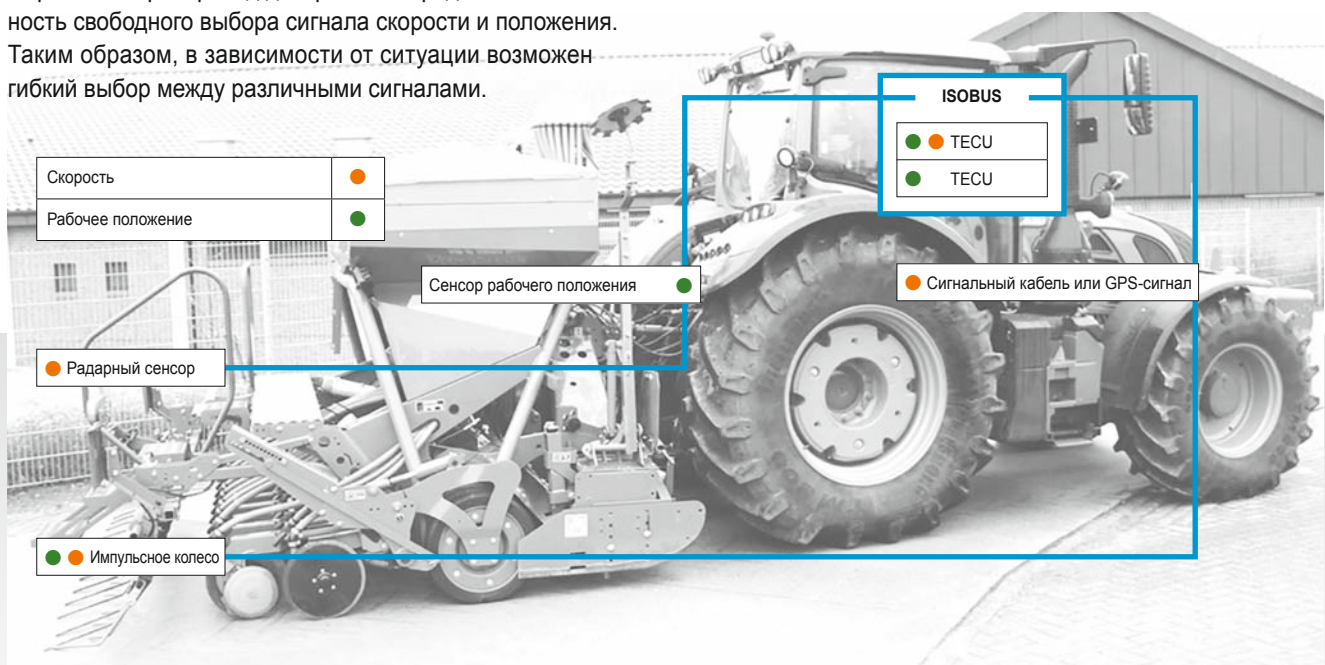 ность свободного выбора сигнала скорости и положения.
Таким образом, в зависимости от ситуации возможен
гибкий выбор между различными сигналами.
ISOBUS
TECU
TECU
Скорость
Рабочее положение
Сенсор рабочего положения
Сигнальный кабель или GPS-сигнал
Радарный сенсор
Импульсное колесо